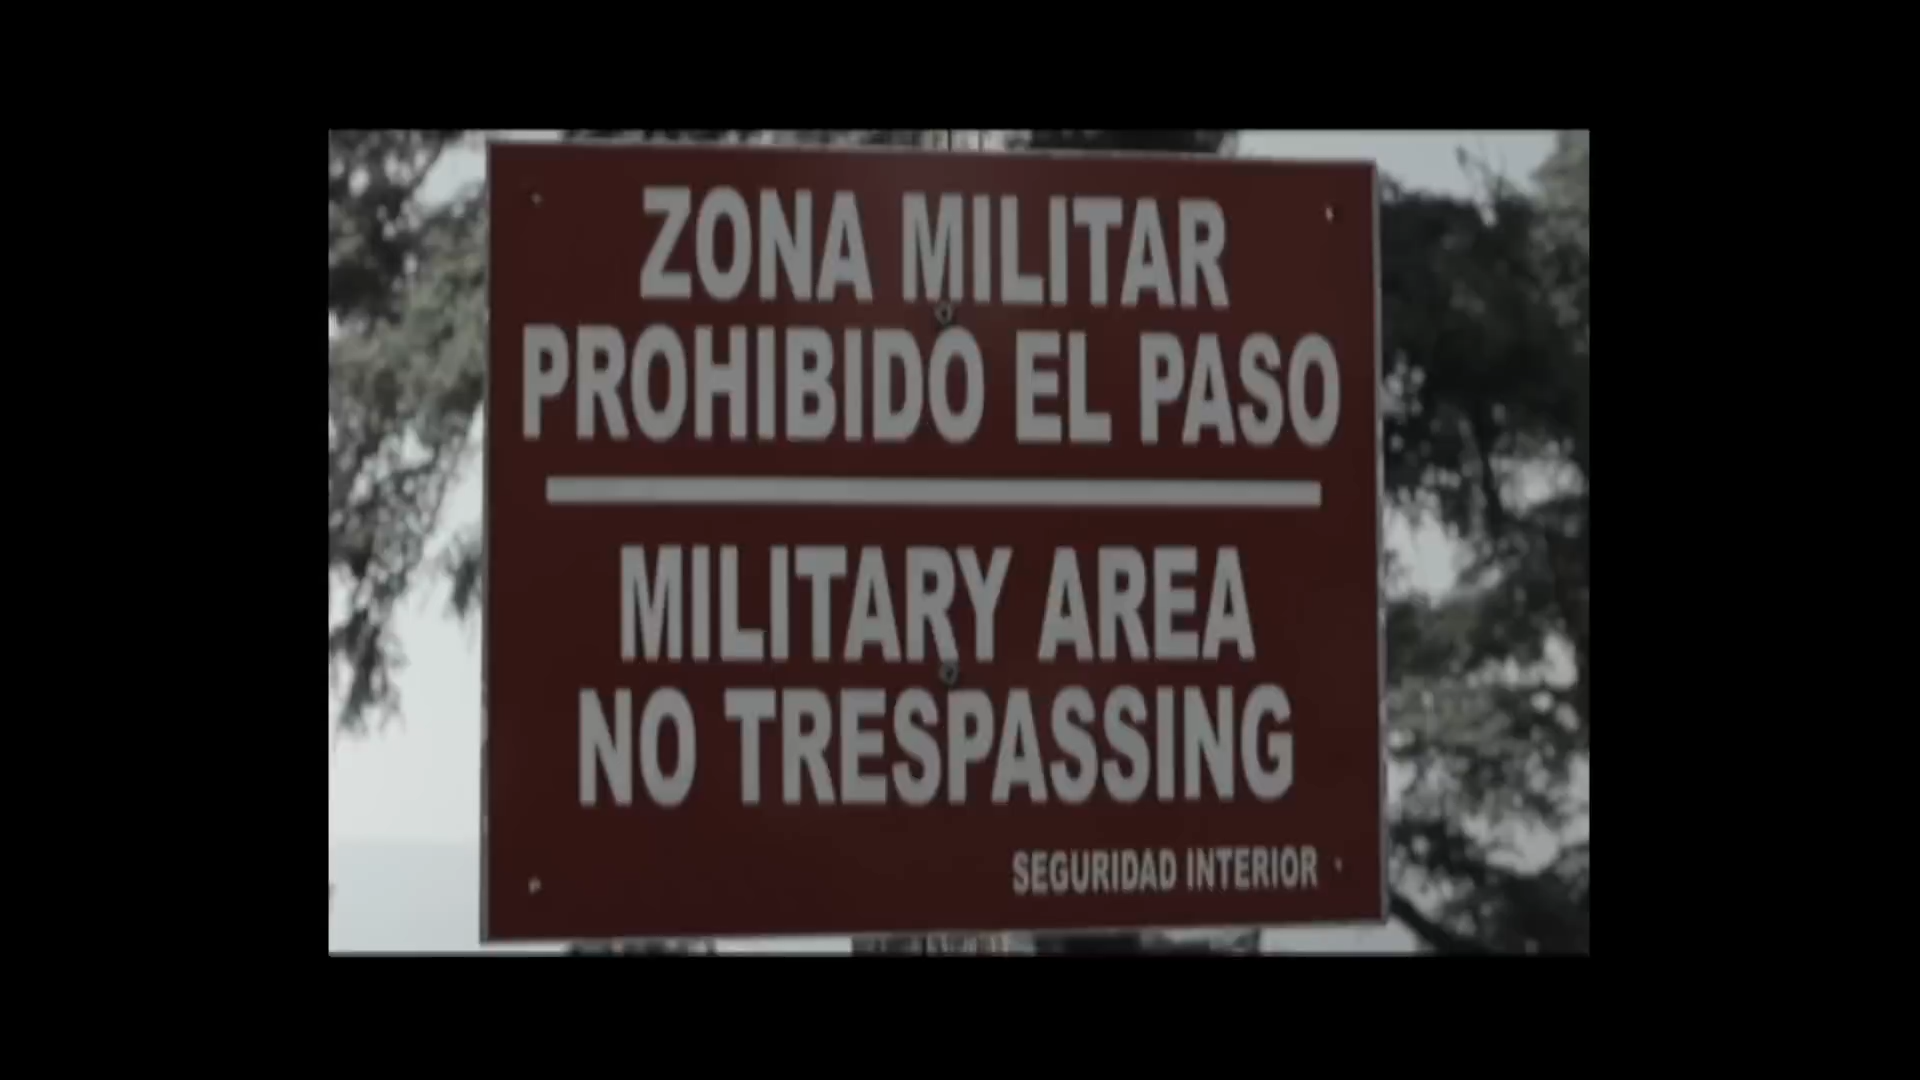 ZONA MILITAR
PROHIBIDO EL PASO
MILITARY AREA
NO TRESPASSING
SEGURIDAD INTERIOR